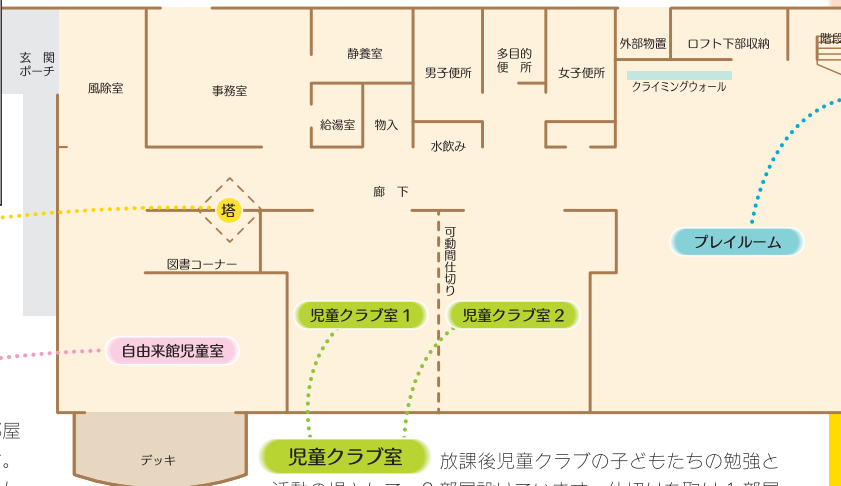 玄　関
ポーチ
風除室
事務室
静養室
給湯室
物入
男子便所
多目的
便　所
女子便所
外部物置
ロフト下部収納
階段
クライミングウォール
水飲み
廊　下
塔
図書コーナー
可動間仕切り
プレイルーム
児童クラブ室 1
児童クラブ室 2
自由来館児童室
デッキ
児童クラブ室
放課後児童クラブの子どもたちの勉強と
屋
。